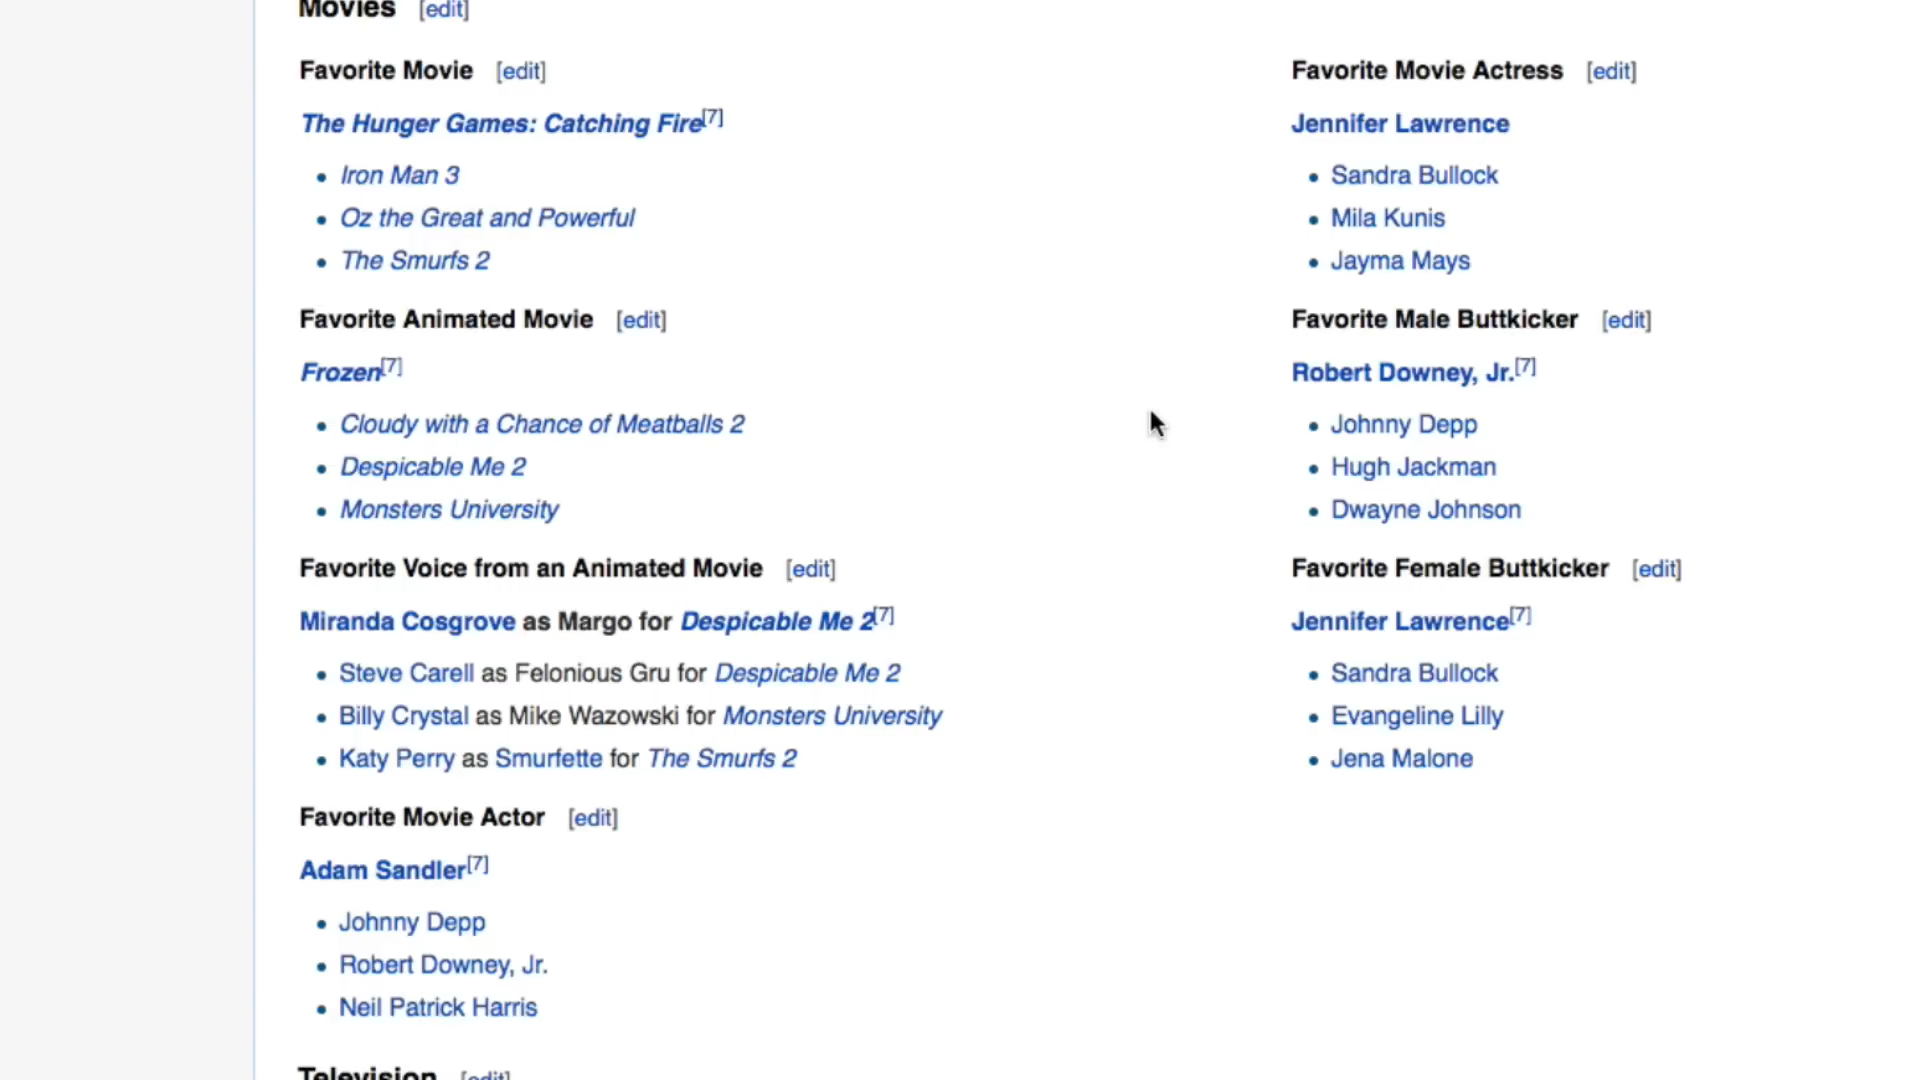 Movies [edit]
Favorite Movie [edit]
The Hunger Games: Catching Fire[7]
• Iron Man 3
• Oz the Great and Powerful
• The Smurfs 2
Favorite Animated Movie [edit]
Frozen[7]
• Cloudy with a Chance of Meatballs 2
• Despicable Me 2
• Monsters University
Favorite Voice from an Animated Movie [edit]
Miranda Cosgrove as Margo for Despicable Me 2[7]
• Steve Carell as Felonious Gru for Despicable Me 2
• Billy Crystal as Mike Wazowski for Monsters University
• Katy Perry as Smurfette for The Smurfs 2
Favorite Movie Actor [edit]
Adam Sandler[7]
• Johnny Depp
• Robert Downey, Jr.
• Neil Patrick Harris
Favorite Movie Actress [edit]
Jennifer Lawrence
• Sandra Bullock
• Mila Kunis
• Jayma Mays
Favorite Male Buttkicker [edit]
Robert Downey, Jr.[7]
• Johnny Depp
• Hugh Jackman
• Dwayne Johnson
Favorite Female Buttkicker [edit]
Jennifer Lawrence[7]
• Sandra Bullock
• Evangeline Lilly
• Jena Malone
Television [edit]